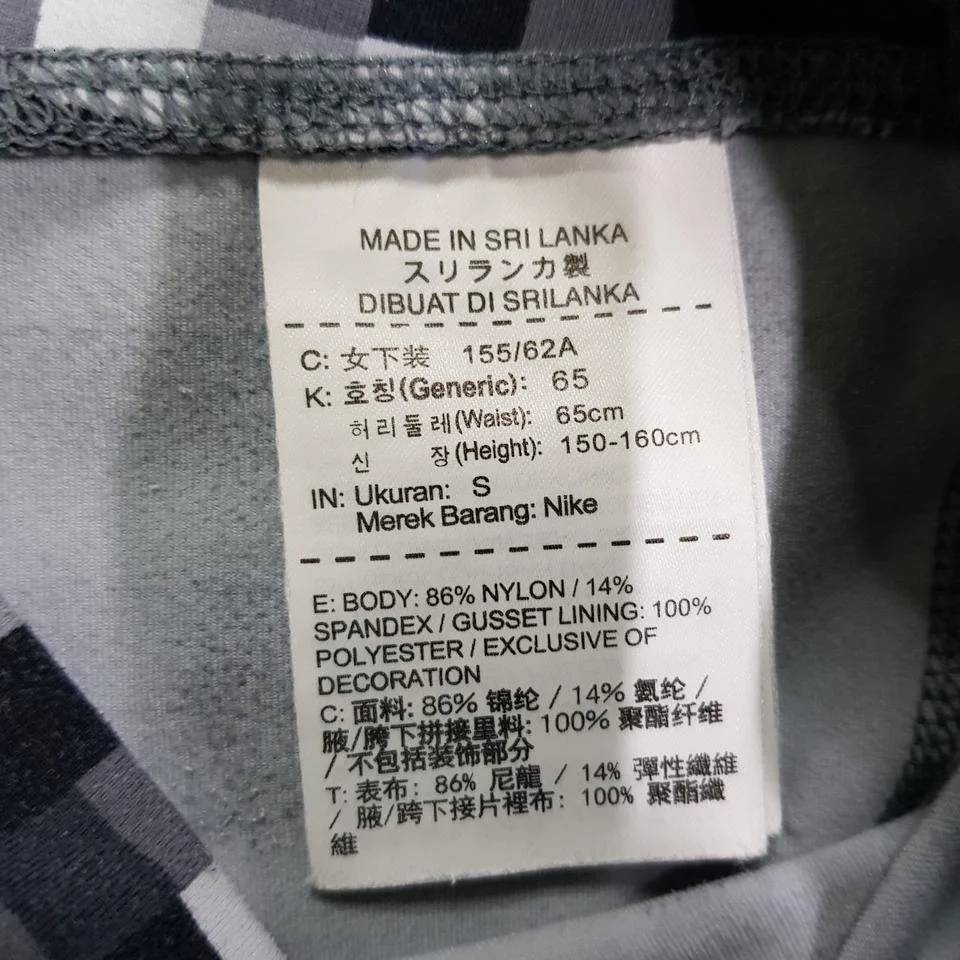 MADE IN SRI LANKA
スリランカ製
DIBUAT DI SRILANKA
C: 女下装 155/62A
K: 호칭(Generic): 65
허리둘레(Waist): 65cm
신 장(Height): 150-160cm
IN: Ukuran: S
Merek Barang: Nike
E: BODY: 86% NYLON / 14%
SPANDEX / GUSSET LINING: 100%
POLYESTER / EXCLUSIVE OF
DECORATION
C: 面料: 86% 锦纶 / 14% 氨纶 /
腋/胯下拼接里料: 100% 聚酯纤维
/ 不包括装饰部分
T: 表布: 86% 尼龍 / 14% 彈性纖維
/ 腋/跨下接片裡布: 100% 聚酯纖
維